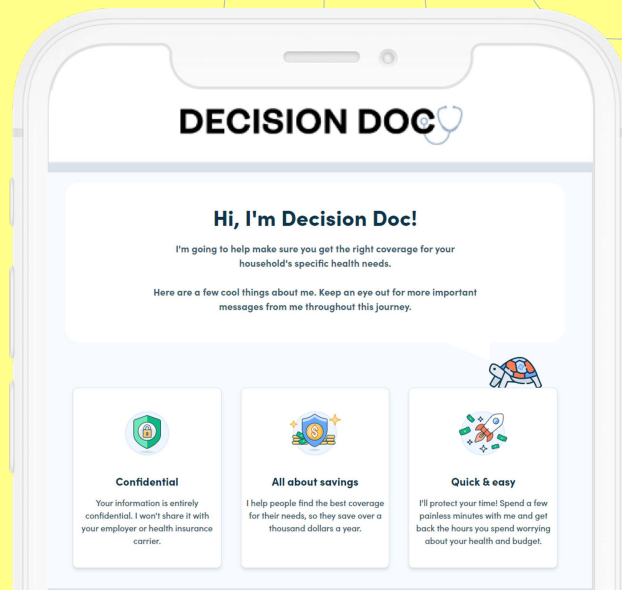 DECISION DOC
Hi, I'm Decision Doc!
I'm going to help make sure you get the right coverage for your
household's specific health needs.
Here are a few cool things about me. Keep an eye out for more important
messages from me throughout this journey.
Confidential
Your information is entirely
confidential. I won't share it with
your employer or health insurance
carrier.
All about savings
I help people find the best coverage
for their needs, so they save over a
thousand dollars a year.
Quick & easy
I'll protect your time! Spend a few
painless minutes with me and get
back the hours you spend worrying
about your health and budget.